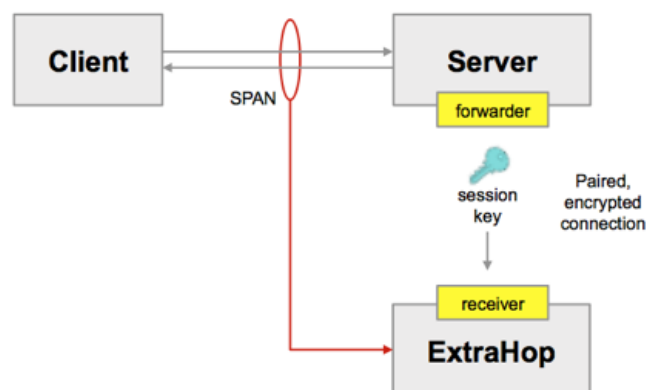 Client
Server
SPAN
forwarder
session
key
Paired,
encrypted
connection
receiver
ExtraHop